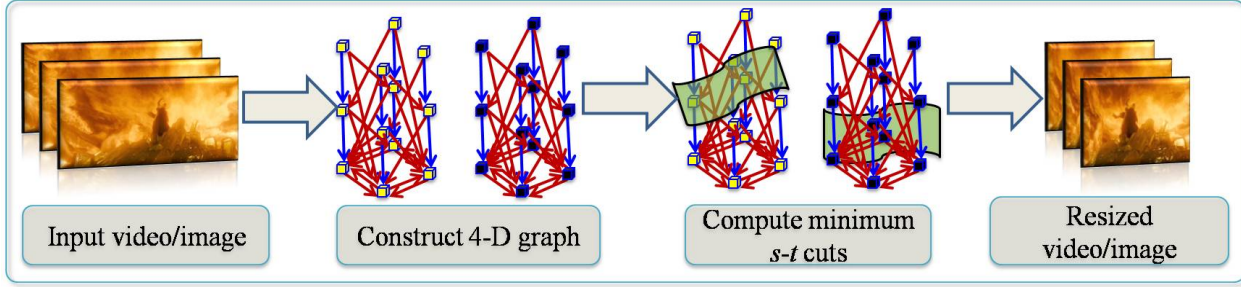 Input video/image
Construct 4-D graph
Compute minimum
s-t cuts
Resized
video/image